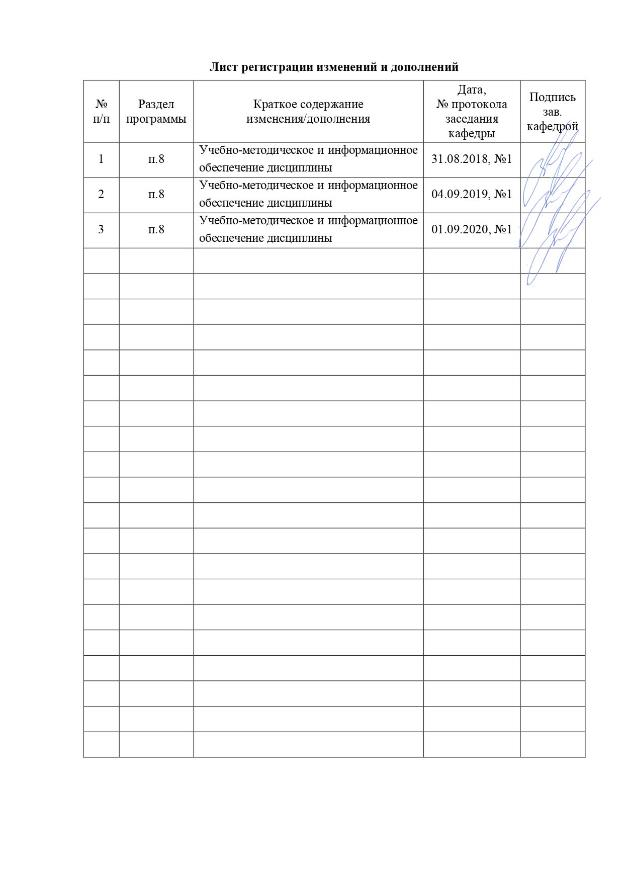 Лист регистрации изменений и дополнений
№
п/п
Раздел
программы
Краткое содержание
изменения/дополнения
Дата,
№ протокола
заседания
кафедры
Подпись
зав.
кафедрой
1
п.8
Учебно-методическое и информационное
обеспечение дисциплины
31.08.2018, №1
2
п.8
Учебно-методическое и информационное
обеспечение дисциплины
04.09.2019, №1
3
п.8
Учебно-методическое и информационное
обеспечение дисциплины
01.09.2020, №1